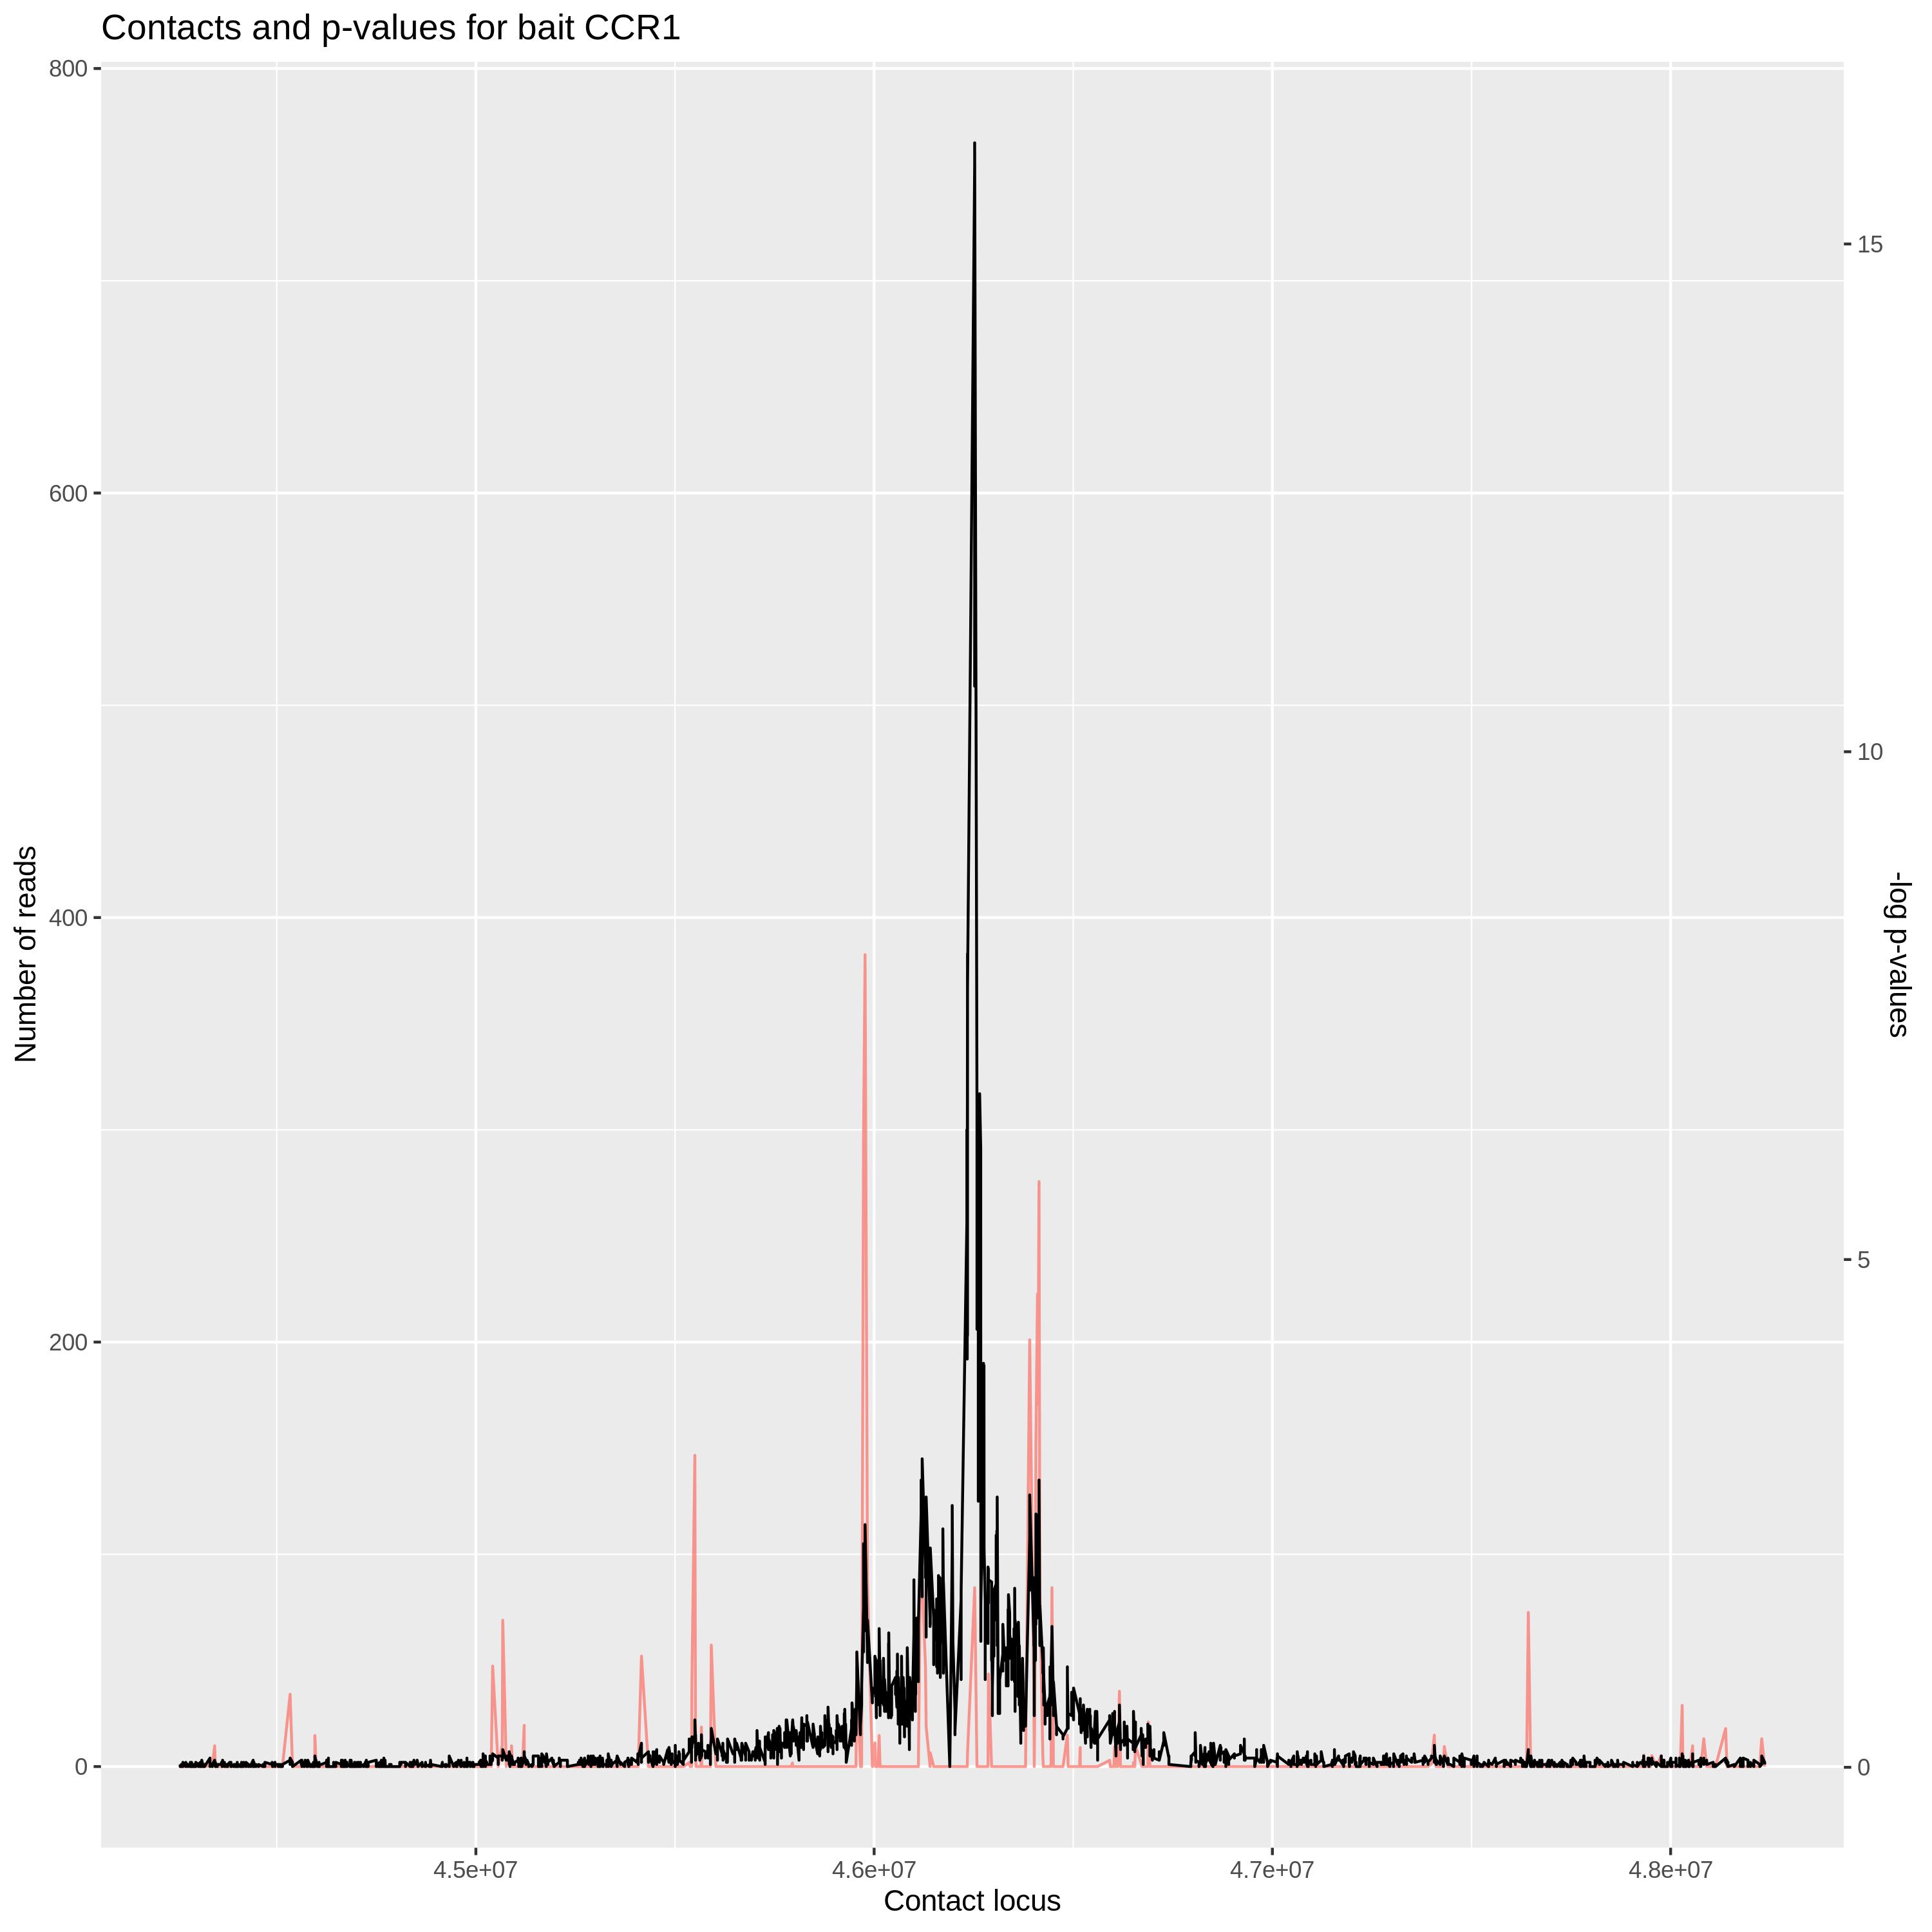 Contacts and p-values for bait CCR1
800
600
400
200
0
15
10
5
0
Number of reads
-log p-values
4.5e+07 4.6e+07 4.7e+07 4.8e+07
Contact locus